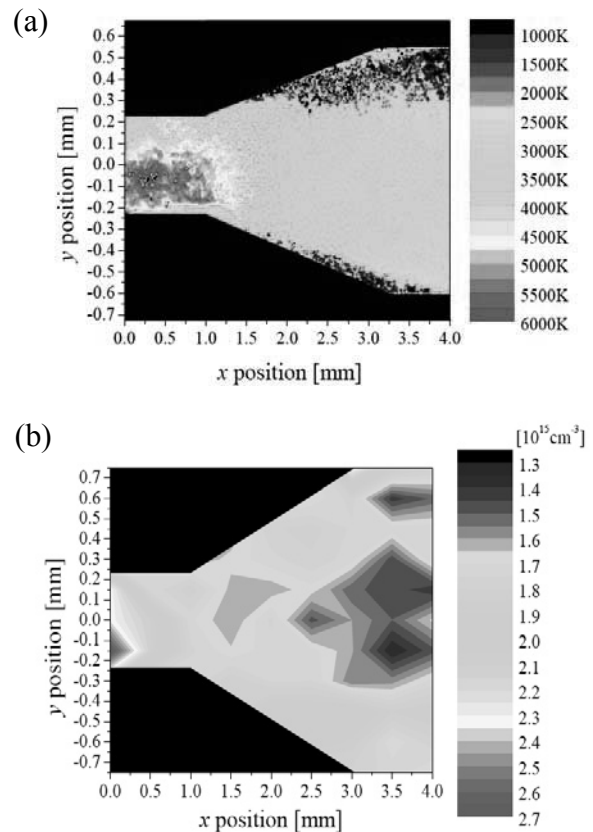 (a)
0.6
0.5
0.4
0.3
0.2
0.1
0.0
-0.1
-0.2
-0.3
-0.4
-0.5
-0.6
-0.7
y position [mm]
0.0 0.5 1.0 1.5 2.0 2.5 3.0 3.5 4.0
x position [mm]
1000K
1500K
2000K
2500K
3000K
3500K
4000K
4500K
5000K
5500K
6000K
(b)
0.7
0.6
0.5
0.4
0.3
0.2
0.1
0.0
-0.1
-0.2
-0.3
-0.4
-0.5
-0.6
-0.7
y position [mm]
0.0 0.5 1.0 1.5 2.0 2.5 3.0 3.5 4.0
x position [mm]
[10¹⁵cm⁻³]
1.3
1.4
1.5
1.6
1.7
1.8
1.9
2.0
2.1
2.2
2.3
2.4
2.5
2.6
2.7